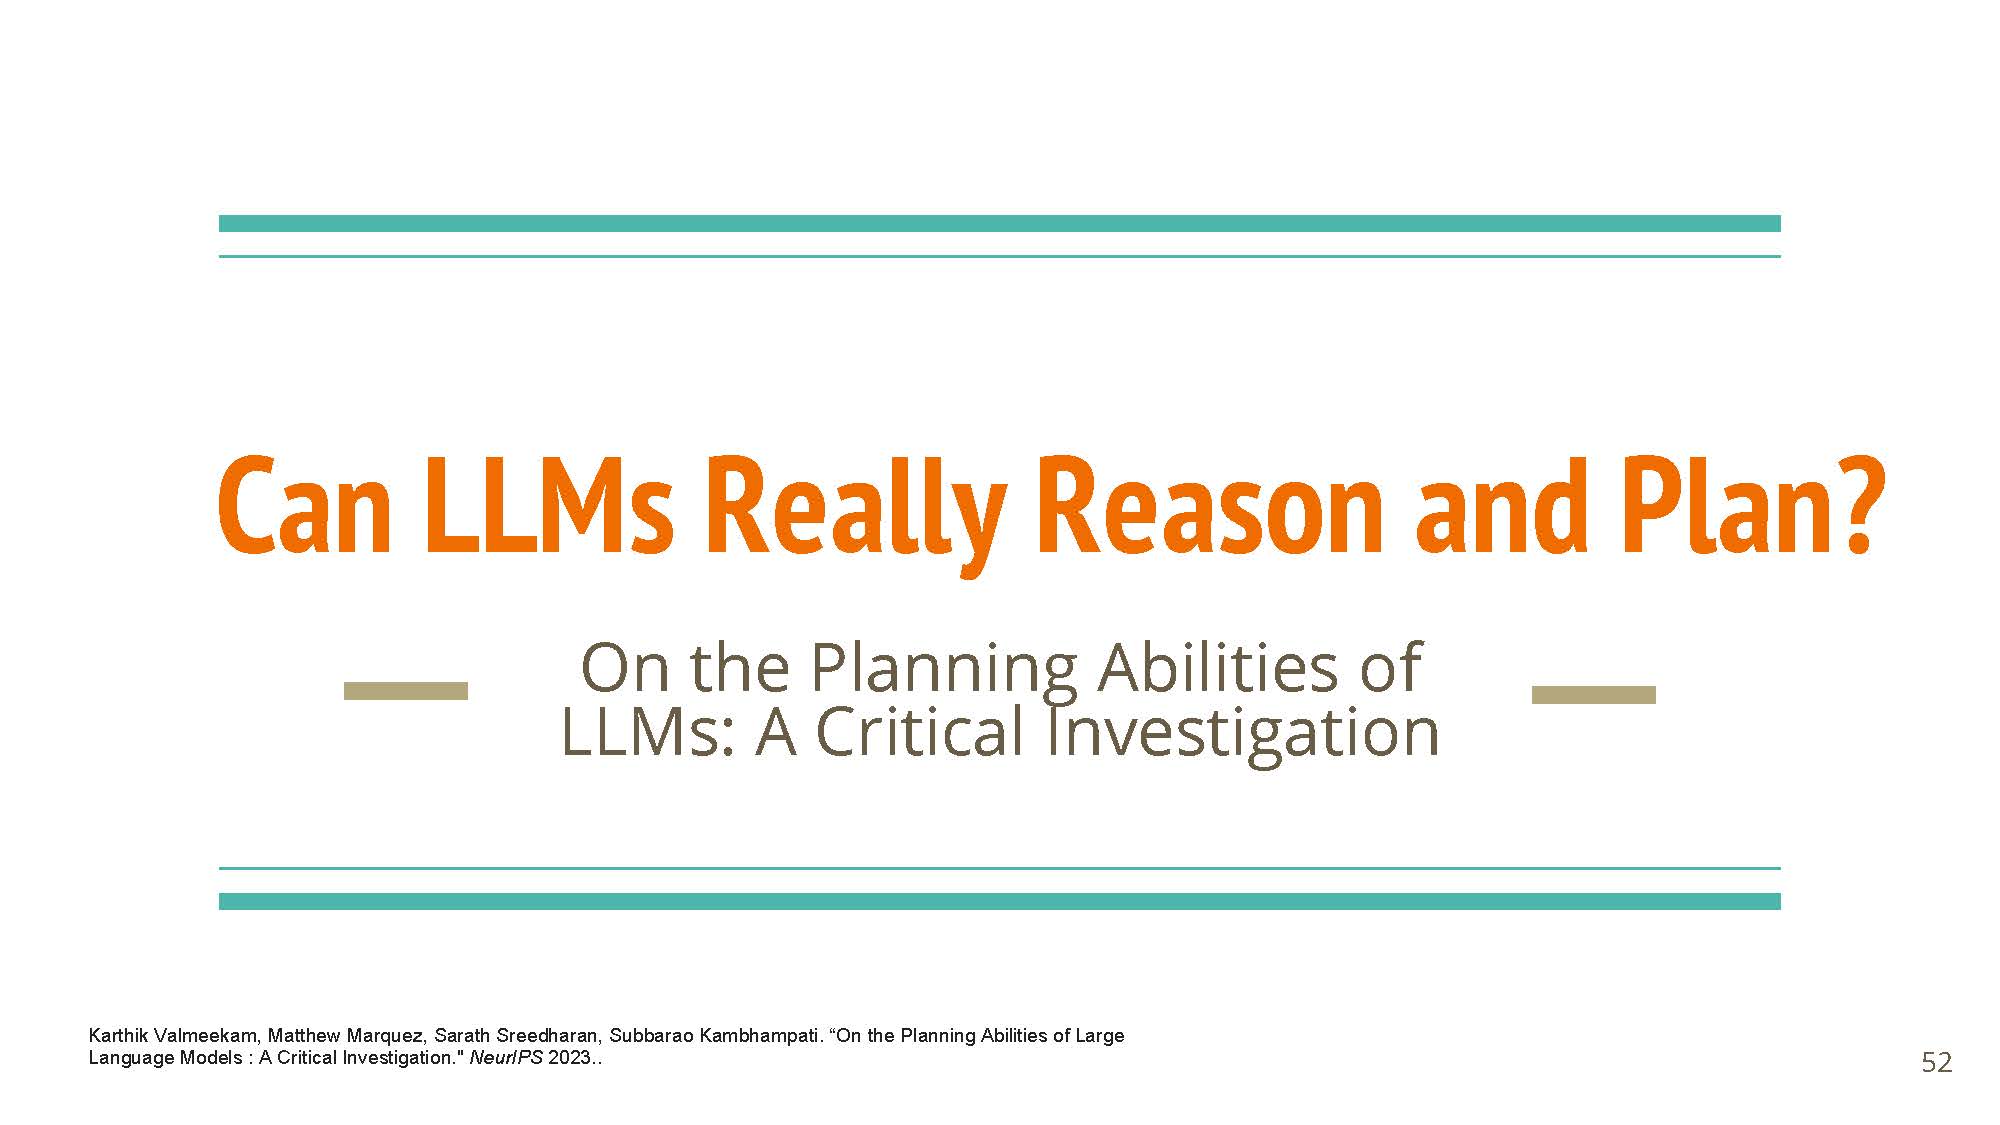 Can LLMs Really Reason and Plan?
On the Planning Abilities of
LLMs: A Critical Investigation
Karthik Valmeekam, Matthew Marquez, Sarath Sreedharan, Subbarao Kambhampati. “On the Planning Abilities of Large
Language Models : A Critical Investigation." NeurIPS 2023..
52